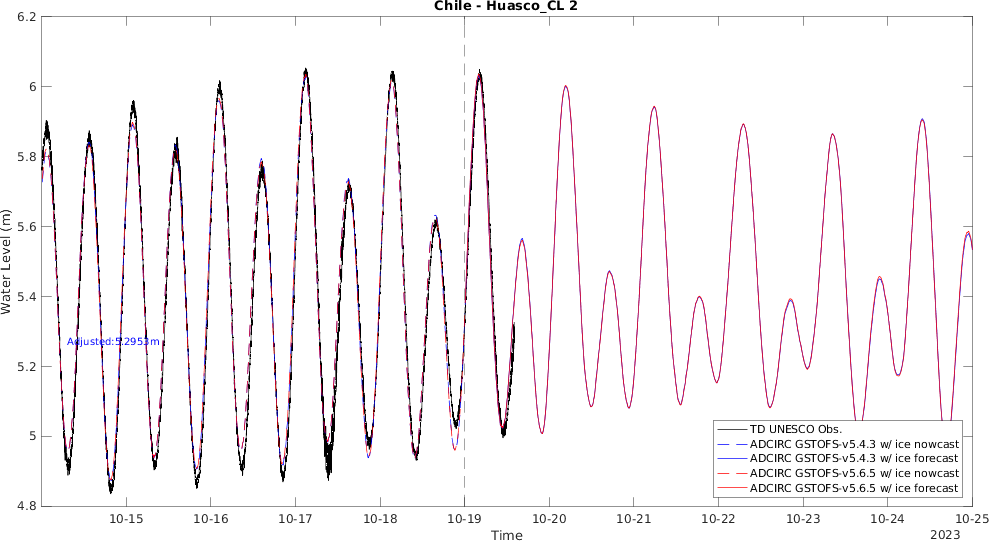 Chile - Huasco_CL 2
6.2
6
5.8
5.6
5.4
5.2
5
4.8
Water Level (m)
Adjusted:5.2953m
TD UNESCO Obs.
ADCIRC GSTOFS-v5.4.3 w/ ice nowcast
ADCIRC GSTOFS-v5.4.3 w/ ice forecast
ADCIRC GSTOFS-v5.6.5 w/ ice nowcast
ADCIRC GSTOFS-v5.6.5 w/ ice forecast
10-15 10-16 10-17 10-18 10-19 10-20 10-21 10-22 10-23 10-24 10-25
Time
2023